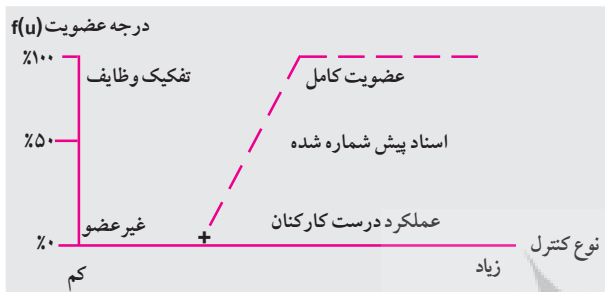 درجه عضویت f(u)
٪۱۰۰
تفکیک وظایف
عضویت کامل
٪۵۰
اسناد پیش شماره شده
غیرعضو
+
عملکرد درست کارکنان
٪۰
نوع کنترل
کم
زیاد